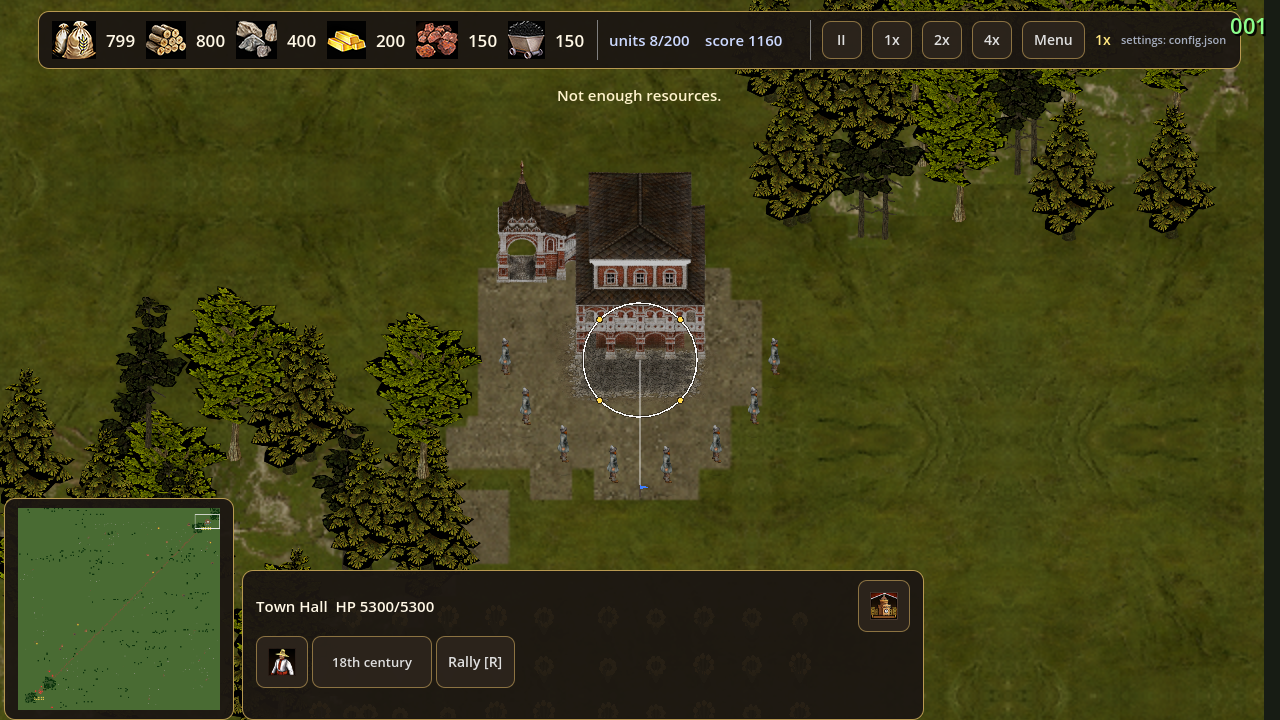 799 800 400 200 150 150 units 8/200 score 1160 II 1x 2x 4x Menu 1x settings: config.json 001
Not enough resources.
Town Hall HP 5300/5300
18th century Rally [R]